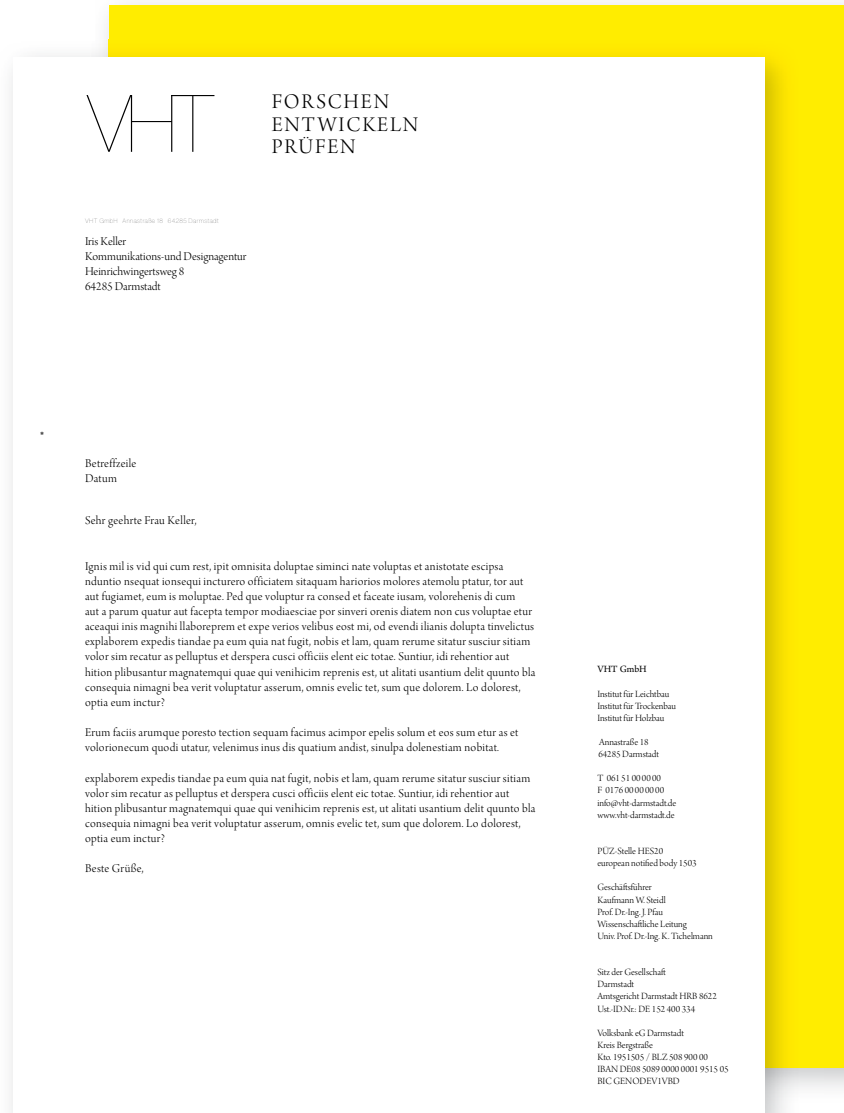 VHT
FORSCHEN
ENTWICKELN
PRÜFEN
VHT GmbH Annastraße 18 64285 Darmstadt
Iris Keller
Kommunikations-und Designagentur
Heinrichwingertsweg 8
64285 Darmstadt
Betreffzeile
Datum
Sehr geehrte Frau Keller,
Ignis mil is vid qui cum rest, ipit omnisita doluptae siminci nate voluptas et anistotate escipsa
nduntio nsequat ionsequi incturero officiatem sitaquam hariorios molores atemolu ptatur, tor aut
aut fugiamet, eum is moluptae. Ped que voluptur ra consed et faceate iusam, volorehenis di cum
aut a parum quatur aut facepta tempor modiaesciae por sinveri orenis diatem non cus voluptae etur
aceaqui inis magnihi llaboreprem et expe verios velibus eost mi, od evendi ilianis dolupta tinvelictus
explaborem expedis tiandae pa eum quia nat fugit, nobis et lam, quam rerume sitatur susciur sitiam
volor sim recatur as pelluptus et derspera cusci officiis elent eic totae. Suntiur, idi rehentior aut
hition plibusantur magnatemqui quae qui venihicim reprenis est, ut alitati usantium delit quunto bla
consequia nimagni bea verit voluptatur asserum, omnis evelic tet, sum que dolorem. Lo dolorest,
optia eum inctur?
Erum faciis arumque poresto tection sequam facimus acimpor epelis solum et eos sum etur as et
volorionecum quodi utatur, velenimus inus dis quatium andist, sinulpa dolenestiam nobitat.
explaborem expedis tiandae pa eum quia nat fugit, nobis et lam, quam rerume sitatur susciur sitiam
volor sim recatur as pelluptus et derspera cusci officiis elent eic totae. Suntiur, idi rehentior aut
hition plibusantur magnatemqui quae qui venihicim reprenis est, ut alitati usantium delit quunto bla
consequia nimagni bea verit voluptatur asserum, omnis evelic tet, sum que dolorem. Lo dolorest,
optia eum inctur?
Beste Grüße,
VHT GmbH
Institut für Leichtbau
Institut für Trockenbau
Institut für Holzbau
Annastraße 18
64285 Darmstadt
T 061 51 00 00 00
F 0176 00 00 00 00
info@vht-darmstadt.de
www.vht-darmstadt.de
PÜZ-Stelle HES20
european notified body 1503
Geschäftsführer
Kaufmann W. Steidl
Prof. Dr.-Ing. J. Pfau
Wissenschaftliche Leitung
Univ. Prof. Dr.-Ing. K. Tichelmann
Sitz der Gesellschaft
Darmstadt
Amtsgericht Darmstadt HRB 8622
Ust.-ID.Nr.: DE 152 400 334
Volksbank eG Darmstadt
Kreis Bergstraße
Kto. 1951505 / BLZ 508 900 00
IBAN DE08 5089 0000 0001 9515 05
BIC GENODEV1VBD